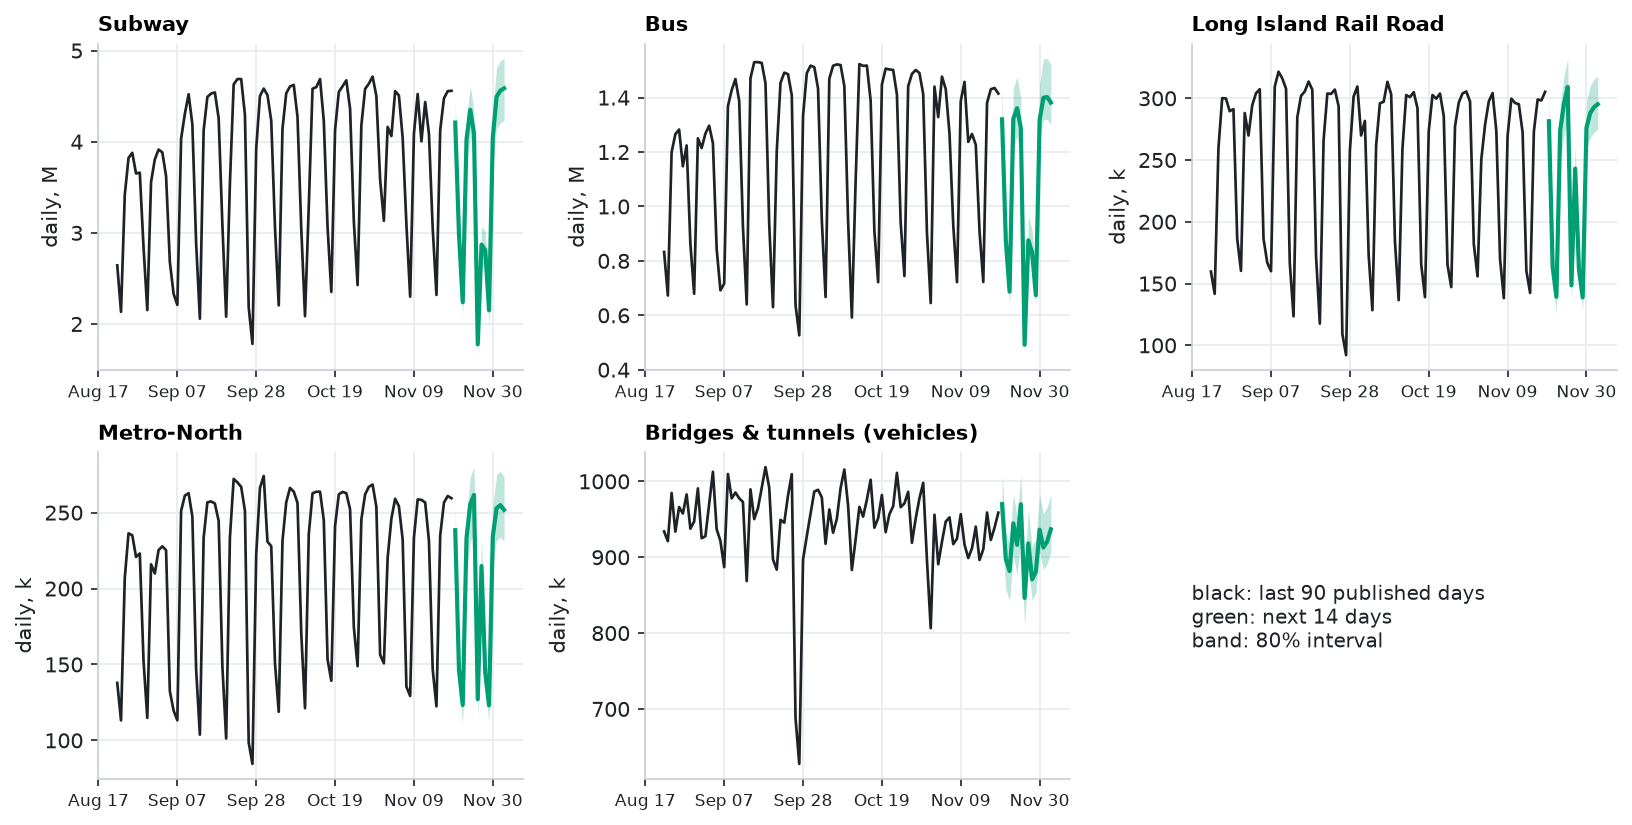 Subway
daily, M
5
4
3
2
Aug 17 Sep 07 Sep 28 Oct 19 Nov 09 Nov 30
Bus
daily, M
1.4
1.2
1.0
0.8
0.6
0.4
Aug 17 Sep 07 Sep 28 Oct 19 Nov 09 Nov 30
Long Island Rail Road
daily, k
300
250
200
150
100
Aug 17 Sep 07 Sep 28 Oct 19 Nov 09 Nov 30
Metro-North
daily, k
250
200
150
100
Aug 17 Sep 07 Sep 28 Oct 19 Nov 09 Nov 30
Bridges & tunnels (vehicles)
daily, k
1000
900
800
700
Aug 17 Sep 07 Sep 28 Oct 19 Nov 09 Nov 30
black: last 90 published days
green: next 14 days
band: 80% interval